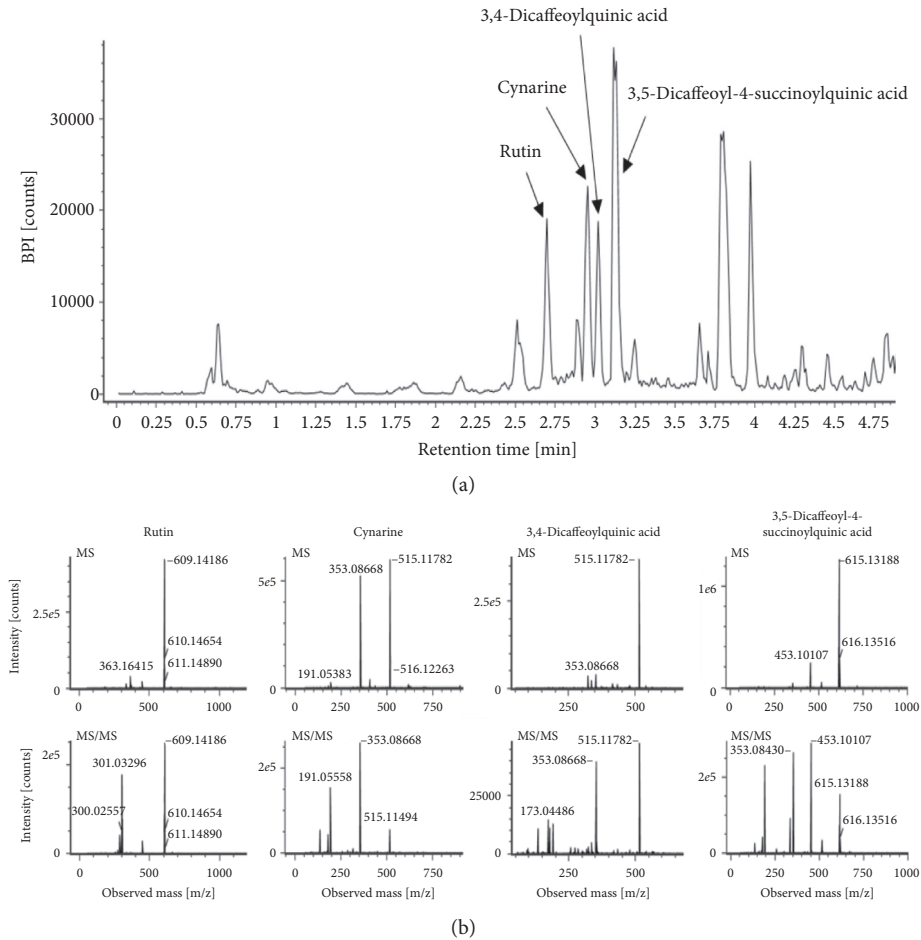 3,4-Dicaffeoylquinic acid
Cynarine
3,5-Dicaffeoyl-4-succinoylquinic acid
Rutin
BPI [counts]
30000
20000
10000
0
0 0.25 0.5 0.75 1 1.25 1.5 1.75 2 2.25 2.5 2.75 3 3.25 3.5 3.75 4 4.25 4.5 4.75
Retention time [min]
(a)
Rutin
Cynarine
3,4-Dicaffeoylquinic acid
3,5-Dicaffeoyl-4-
succinoylquinic acid
Intensity [counts]
MS
−609.14186
2.5e5
610.14654
611.14890
363.16415
0
0 500 1000
MS
−515.11782
353.08668
5e5
191.05383
−516.12263
0
0 250 500 750
MS
515.11782−
2.5e5
353.08668
0
250 500
MS
−615.13188
1e6
616.13516
453.10107
0
0 250 500 750 1000
Intensity [counts]
MS/MS
−609.14186
2e5
301.03296
300.02557
610.14654
611.14890
0
0 500 1000
Observed mass [m/z]
MS/MS
−353.08668
2e5
191.05558
515.11494
0
0 250 500 750
Observed mass [m/z]
MS/MS
515.11782−
353.08668−
25000
173.04486
0
250 500
Observed mass [m/z]
MS/MS
−453.10107
353.08430−
2e5
615.13188
616.13516
0
0 250 500 750 1000
Observed mass [m/z]
(b)